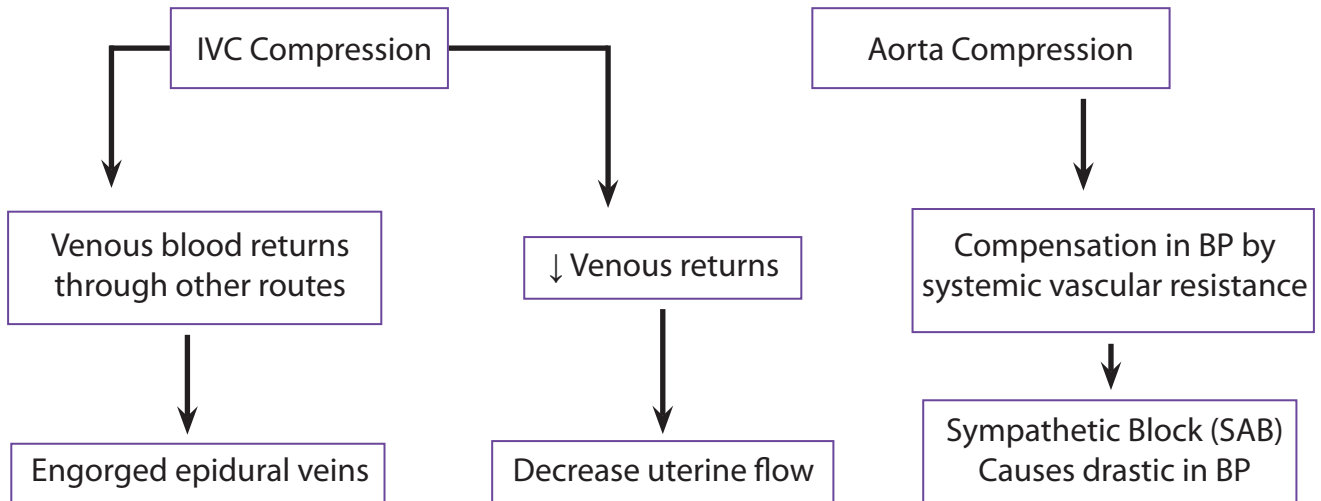 IVC Compression
Aorta Compression
Venous blood returns
through other routes
↓ Venous returns
Compensation in BP by
systemic vascular resistance
Engorged epidural veins
Decrease uterine flow
Sympathetic Block (SAB)
Causes drastic in BP